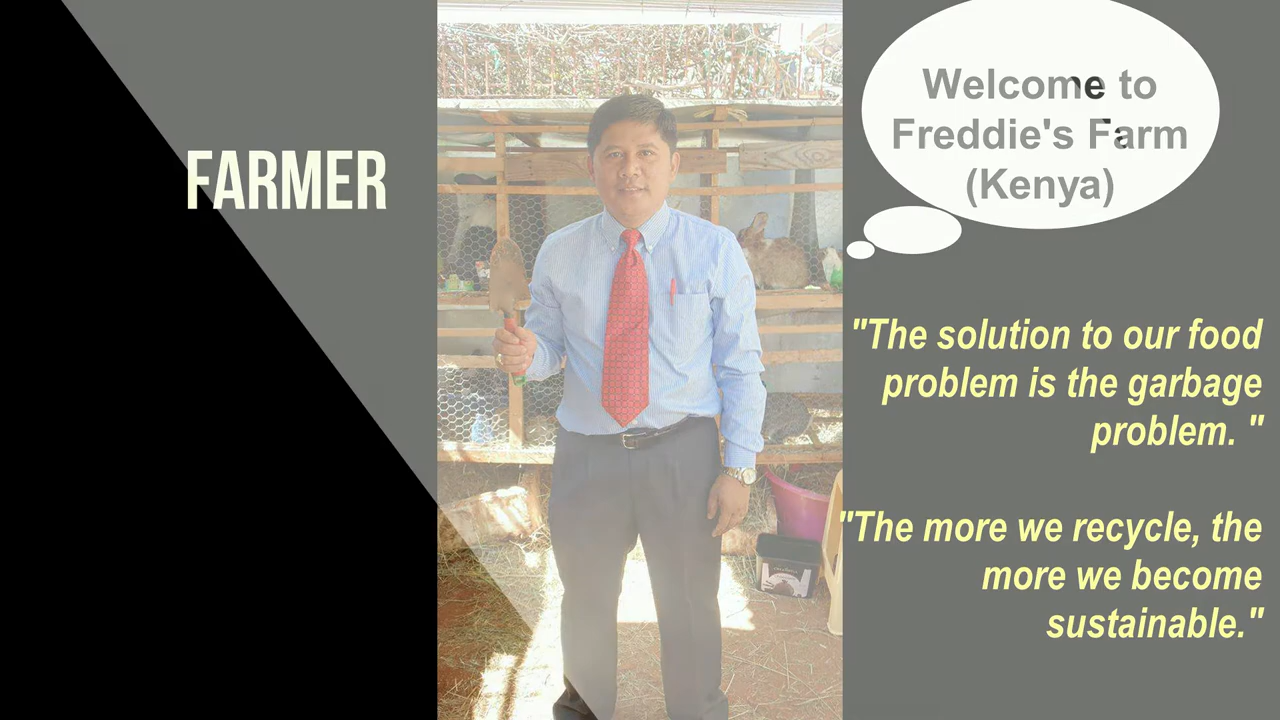 FARMER
Welcome to
Freddie's Farm
(Kenya)
"The solution to our food
problem is the garbage
problem. "
"The more we recycle, the
more we become
sustainable."